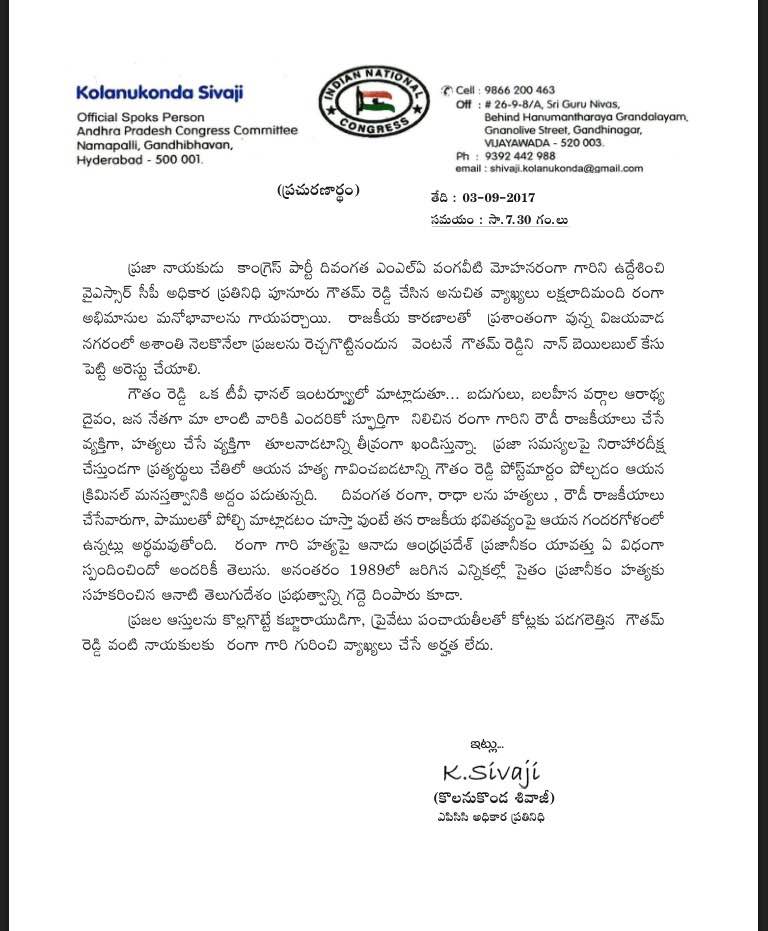 Kolanukonda Sivaji
Official Spoks Person
Andhra Pradesh Congress Committee
Namapalli, Gandhibhavan,
Hyderabad - 500 001.
INDIAN NATIONAL
CONGRESS
✆ Cell : 9866 200 463
Off : # 26-9-8/A, Sri Guru Nivas,
Behind Hanumantharaya Grandalayam,
Gnanolive Street, Gandhinagar,
VIJAYAWADA - 520 003.
Ph : 9392 442 988
email : shivaji.kolanukonda@gmail.com
(ప్రచురణార్థం)
తేది : 03-09-2017
సమయం : సా.7.30 గం.లు
ప్రజా నాయకుడు కాంగ్రెస్ పార్టీ దివంగత ఎంఎల్ఏ వంగవీటి మోహనరంగా గారిని ఉద్దేశించి
వైఎస్సార్ సీపీ అధికార ప్రతినిధి పూనూరు గౌతమ్ రెడ్డి చేసిన అనుచిత వ్యాఖ్యలు లక్షలాదిమంది రంగా
అభిమానుల మనోభావాలను గాయపర్చాయి. రాజకీయ కారణాలతో ప్రశాంతంగా వున్న విజయవాడ
నగరంలో అశాంతి నెలకొనేలా ప్రజలను రెచ్చగొట్టినందున వెంటనే గౌతమ్ రెడ్డిని నాన్ బెయిలబుల్ కేసు
పెట్టి అరెస్టు చేయాలి.
గౌతం రెడ్డి ఒక టీవీ ఛానల్ ఇంటర్వ్యూలో మాట్లాడుతూ... బడుగులు, బలహీన వర్గాల ఆరాధ్య
దైవం, జన నేతగా మా లాంటి వారికి ఎందరికో స్ఫూర్తిగా నిలిచిన రంగా గారిని రౌడీ రాజకీయాలు చేసే
వ్యక్తిగా, హత్యలు చేసే వ్యక్తిగా తూలనాడటాన్ని తీవ్రంగా ఖండిస్తున్నా. ప్రజా సమస్యలపై నిరాహారదీక్ష
చేస్తుండగా ప్రత్యర్థులు చేతిలో ఆయన హత్య గావించబడటాన్ని గౌతం రెడ్డి పోస్ట్‌మార్టం పోల్చడం ఆయన
క్రిమినల్ మనస్తత్వానికి అద్దం పడుతున్నది. దివంగత రంగా, రాధా లను హత్యలు , రౌడీ రాజకీయాలు
చేసేవారుగా, పాములతో పోల్చి మాట్లాడటం చూస్తా వుంటే తన రాజకీయ భవితవ్యంపై ఆయన గందరగోళంలో
ఉన్నట్లు అర్థమవుతోంది. రంగా గారి హత్యపై ఆనాడు ఆంధ్రప్రదేశ్ ప్రజానీకం యావత్తు ఏ విధంగా
స్పందించిందో అందరికీ తెలుసు. అనంతరం 1989లో జరిగిన ఎన్నికల్లో సైతం ప్రజానీకం హత్యకు
సహకరించిన ఆనాటి తెలుగుదేశం ప్రభుత్వాన్ని గద్దె దింపారు కూడా.
ప్రజల ఆస్తులను కొల్లగొట్టే కబ్జారాయుడిగా, ప్రైవేటు పంచాయతీలతో కోట్లకు పడగలెత్తిన గౌతమ్
రెడ్డి వంటి నాయకులకు రంగా గారి గురించి వ్యాఖ్యలు చేసే అర్హత లేదు.
ఇట్లు...
K.Sivaji
(కొలనుకొండ శివాజీ)
ఎపిసిసి అధికార ప్రతినిధి